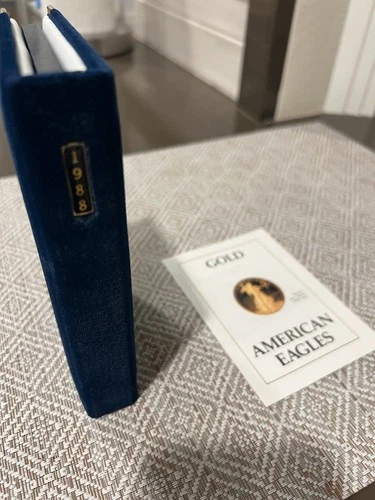 1988
GOLD
AMERICAN
EAGLES